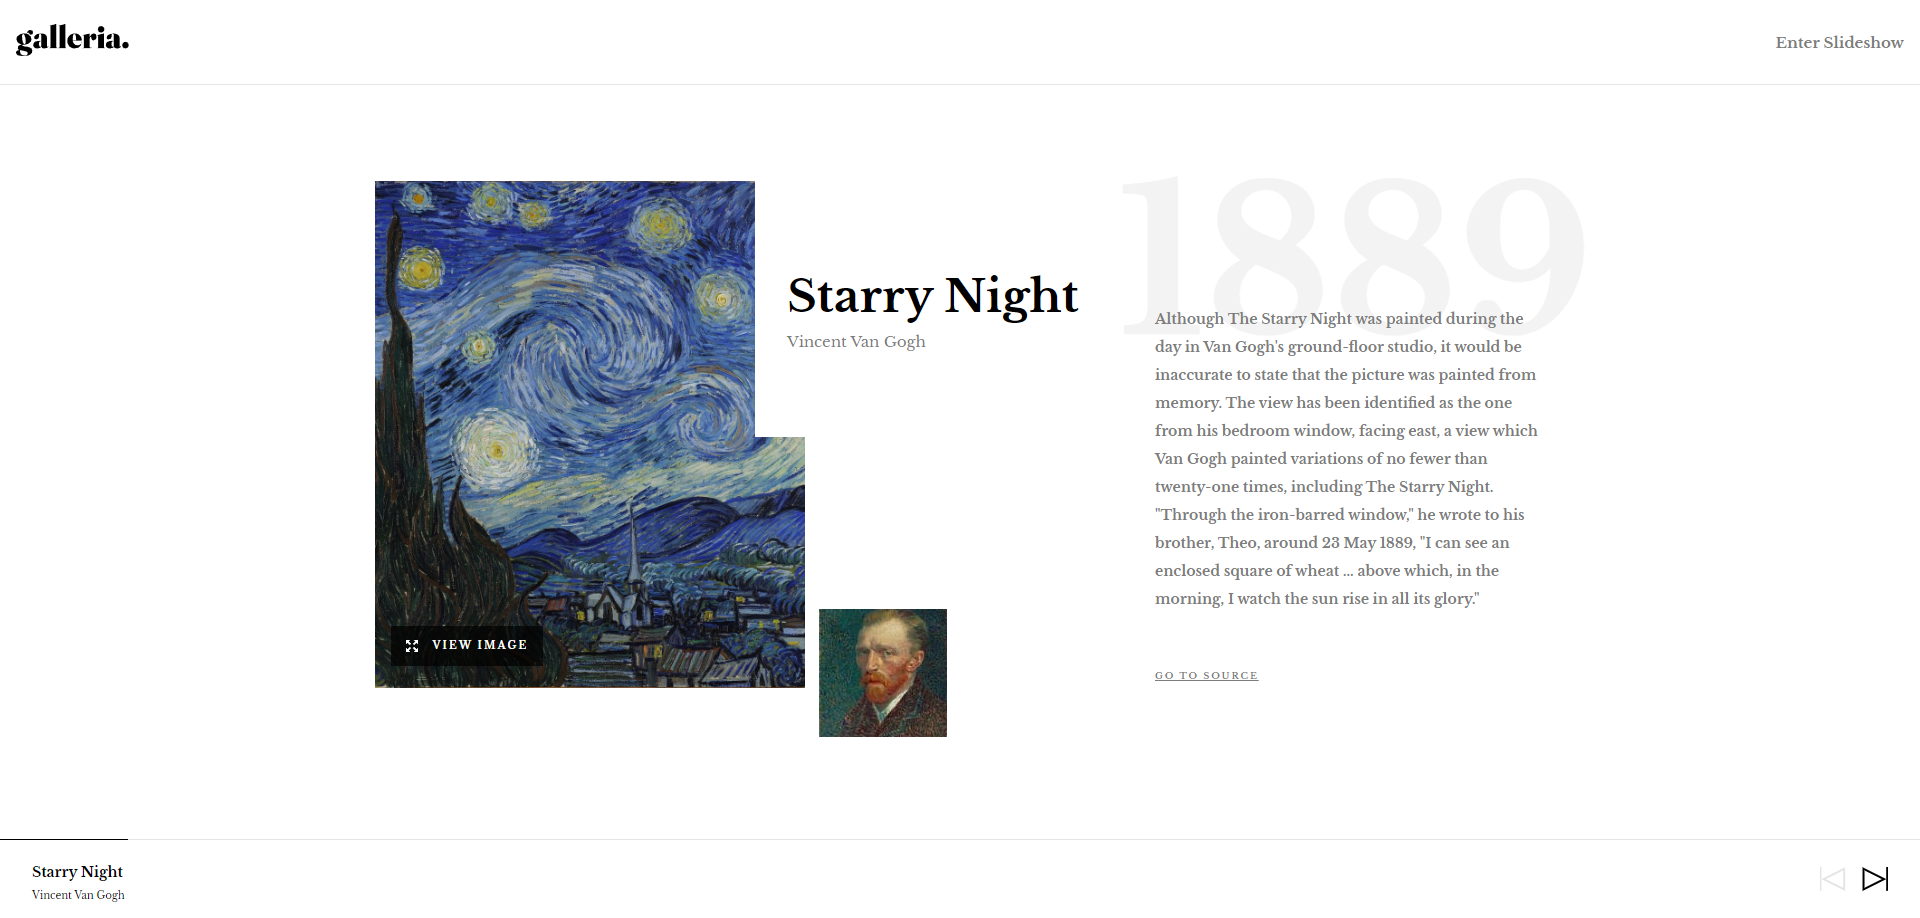 galleria.
Enter Slideshow
1889
Starry Night
Vincent Van Gogh
Although The Starry Night was painted during the
day in Van Gogh's ground-floor studio, it would be
inaccurate to state that the picture was painted from
memory. The view has been identified as the one
from his bedroom window, facing east, a view which
Van Gogh painted variations of no fewer than
twenty-one times, including The Starry Night.
"Through the iron-barred window," he wrote to his
brother, Theo, around 23 May 1889, "I can see an
enclosed square of wheat ... above which, in the
morning, I watch the sun rise in all its glory."
VIEW IMAGE
GO TO SOURCE
Starry Night
Vincent Van Gogh